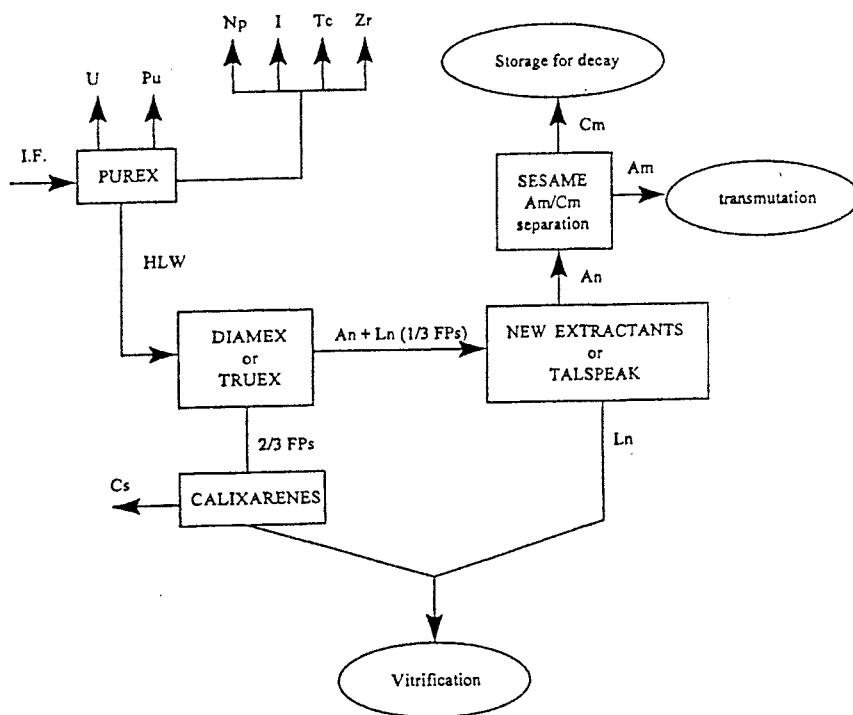 Np I Tc Zr
U Pu
I.F.
PUREX
HLW
Storage for decay
Cm
SESAME
Am/Cm
separation
Am
transmutation
An
DIAMEX
or
TRUEX
An + Ln (1/3 FPs)
NEW EXTRACTANTS
or
TALSPEAK
2/3 FPs
Ln
Cs
CALIXARENES
Vitrification